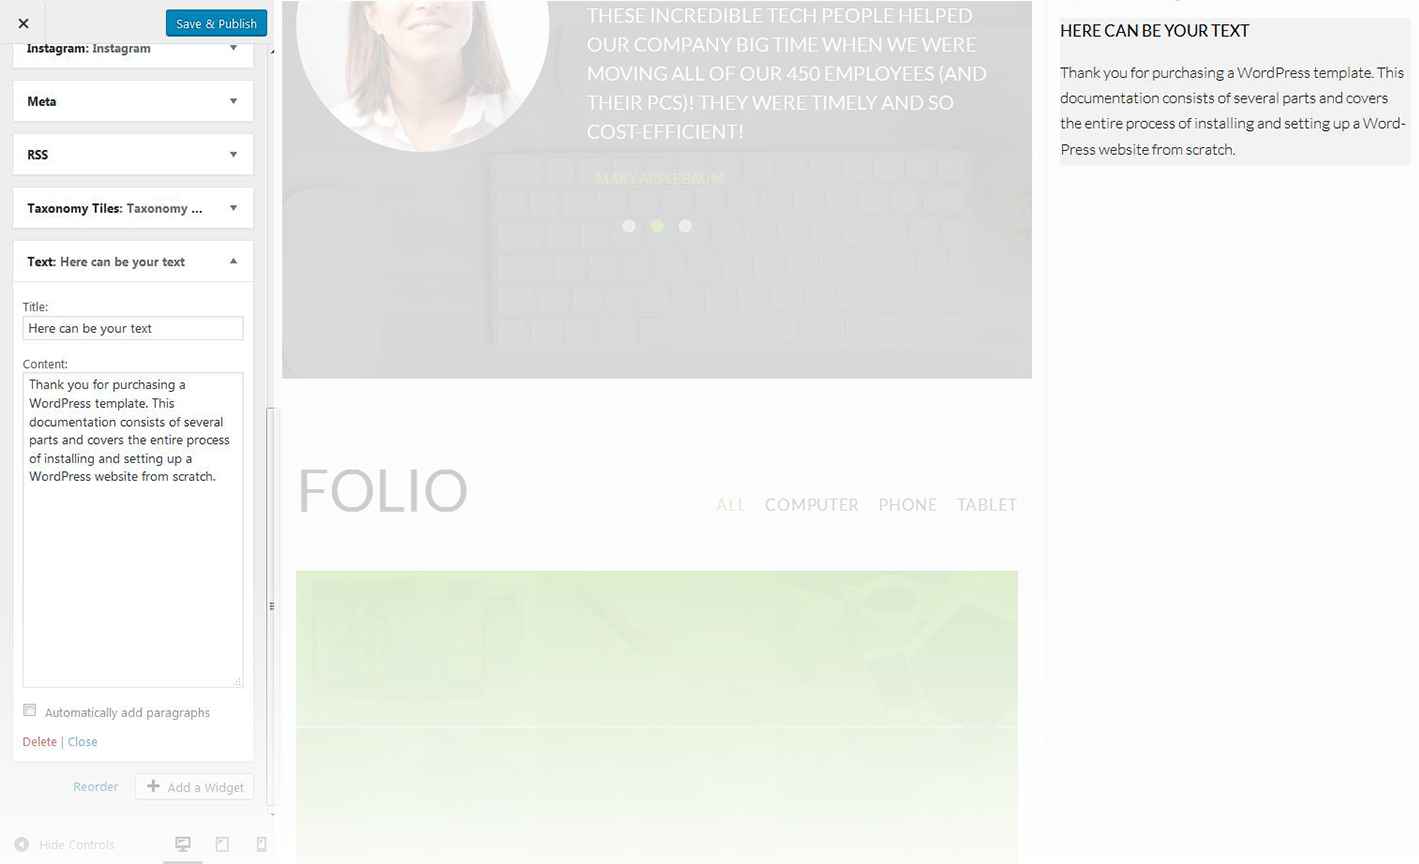 Save & Publish
Instagram: Instagram
Meta
RSS
Taxonomy Tiles: Taxonomy ...
Text: Here can be your text
Title:
Here can be your text
Content:
Thank you for purchasing a
WordPress template. This
documentation consists of several
parts and covers the entire process
of installing and setting up a
WordPress website from scratch.
Automatically add paragraphs
Delete | Close
Reorder
Add a Widget
Hide Controls
THESE INCREDIBLE TECH PEOPLE HELPED
OUR COMPANY BIG TIME WHEN WE WERE
MOVING ALL OF OUR 450 EMPLOYEES (AND
THEIR PCS)! THEY WERE TIMELY AND SO
COST-EFFICIENT!
MARY APPLEBAUM
FOLIO
ALL COMPUTER PHONE TABLET
HERE CAN BE YOUR TEXT
Thank you for purchasing a WordPress template. This
documentation consists of several parts and covers
the entire process of installing and setting up a Word-
Press website from scratch.